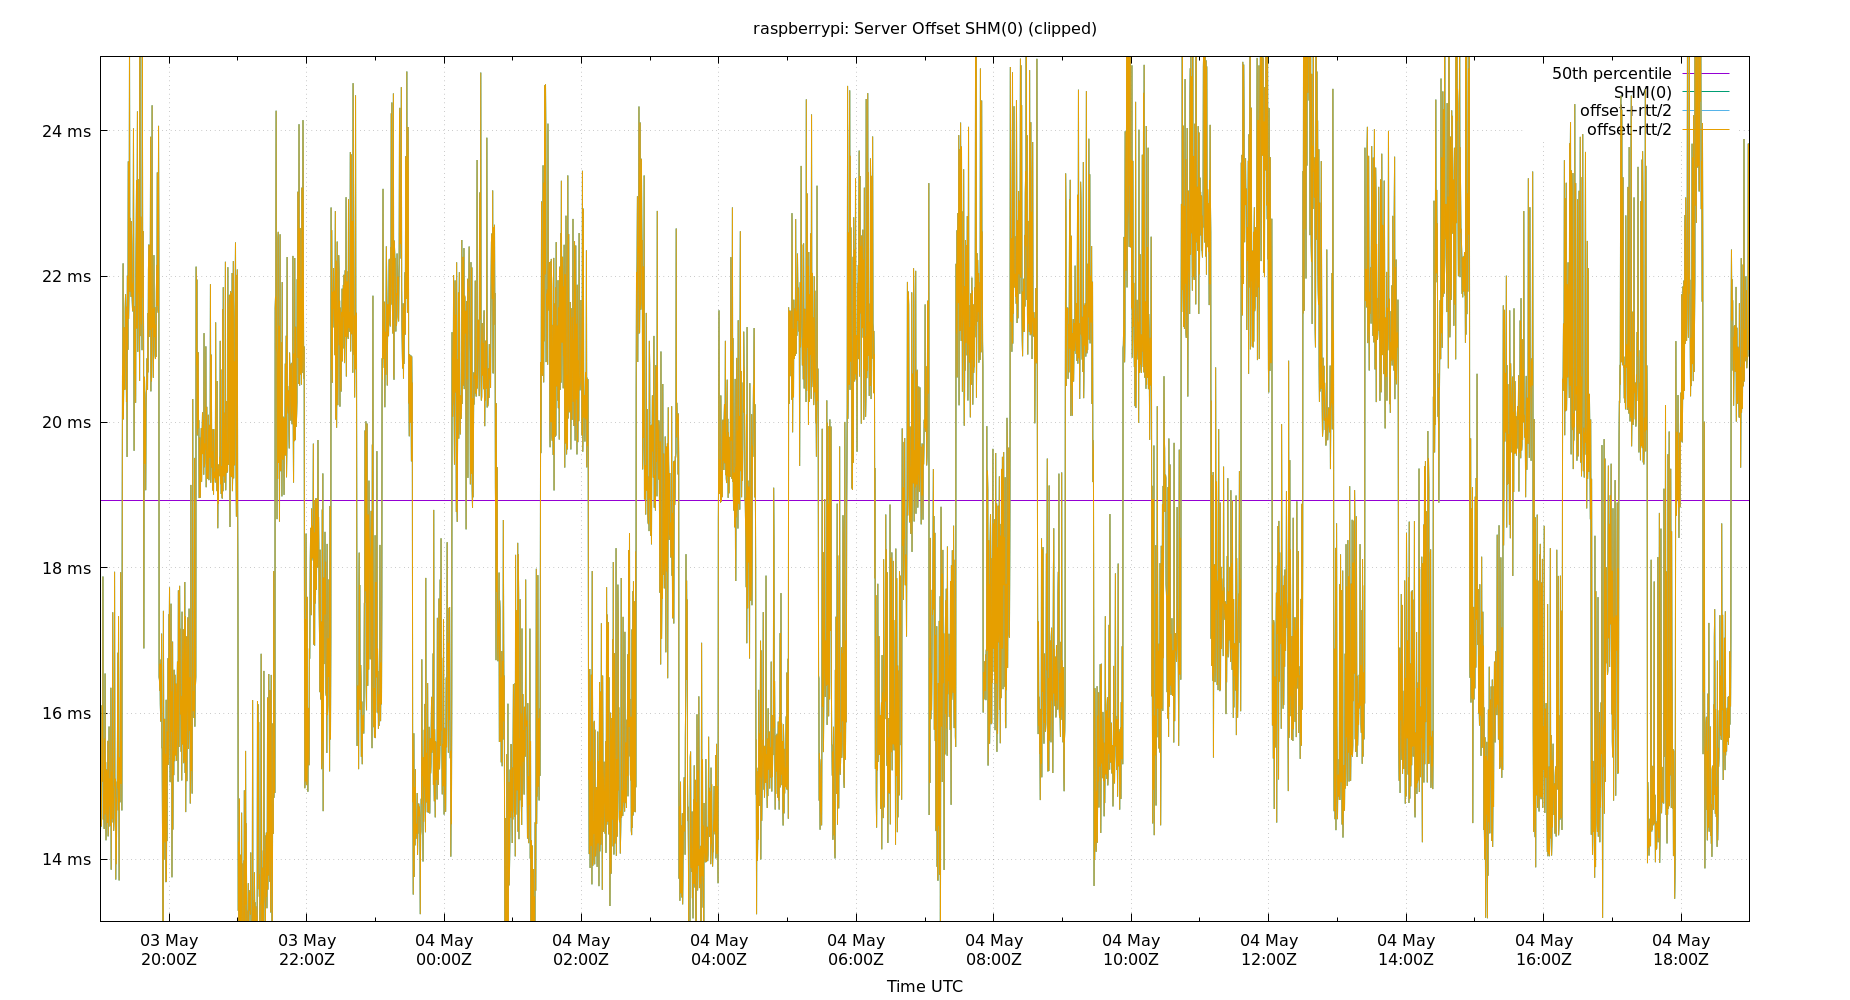 raspberrypi: Server Offset SHM(0) (clipped)
50th percentile
SHM(0)
offset+rtt/2
offset-rtt/2
24 ms
22 ms
20 ms
18 ms
16 ms
14 ms
03 May 03 May 04 May 04 May 04 May 04 May 04 May 04 May 04 May 04 May 04 May 04 May
20:00Z 22:00Z 00:00Z 02:00Z 04:00Z 06:00Z 08:00Z 10:00Z 12:00Z 14:00Z 16:00Z 18:00Z
Time UTC